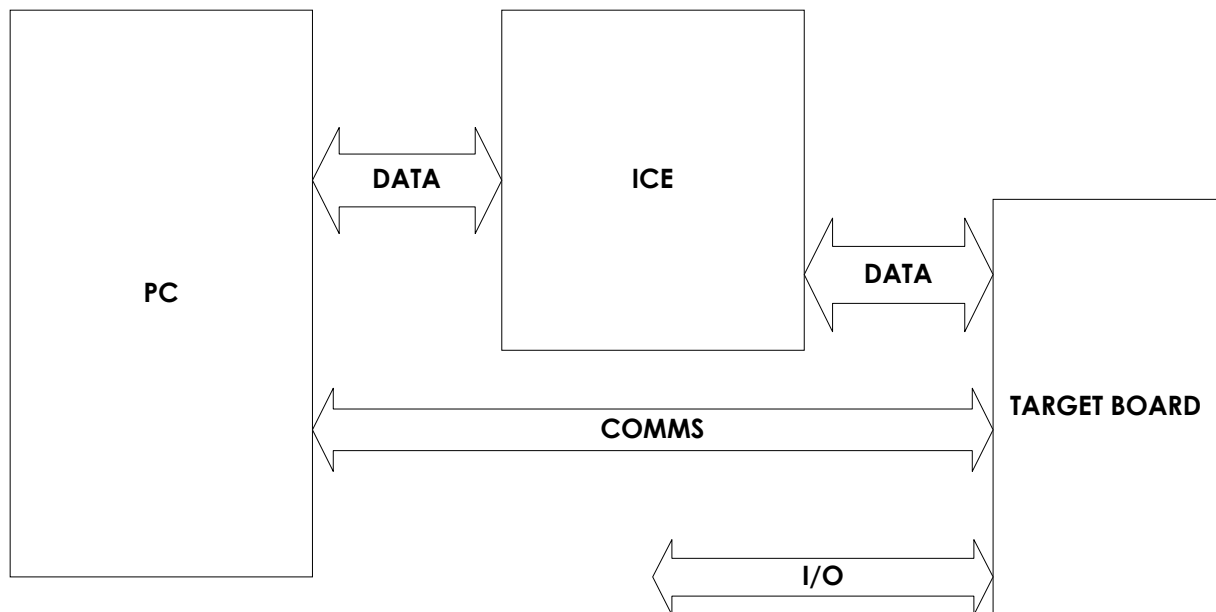 DATA
ICE
DATA
PC
TARGET BOARD
COMMS
I/O